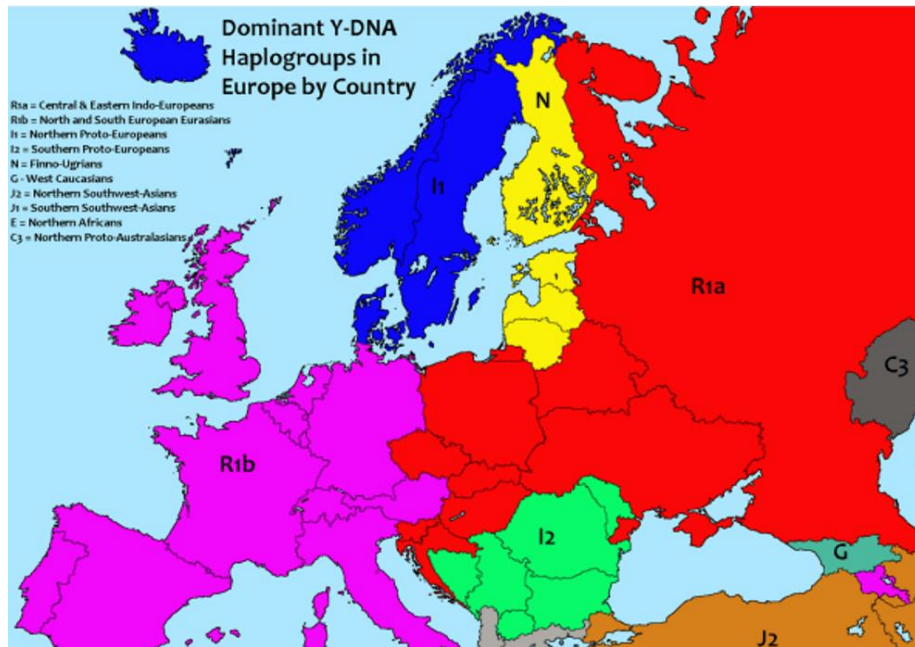 Dominant Y-DNA
Haplogroups in
Europe by Country
R1a = Central & Eastern Indo-Europeans
R1b = North and South European Eurasians
I1 = Northern Proto-Europeans
I2 = Southern Proto-Europeans
N = Finno-Ugrians
G - West Caucasians
J2 = Northern Southwest-Asians
J1 = Southern Southwest-Asians
E = Northern Africans
C3 = Northern Proto-Australasians
N
I1
R1a
C3
R1b
I2
G
J2